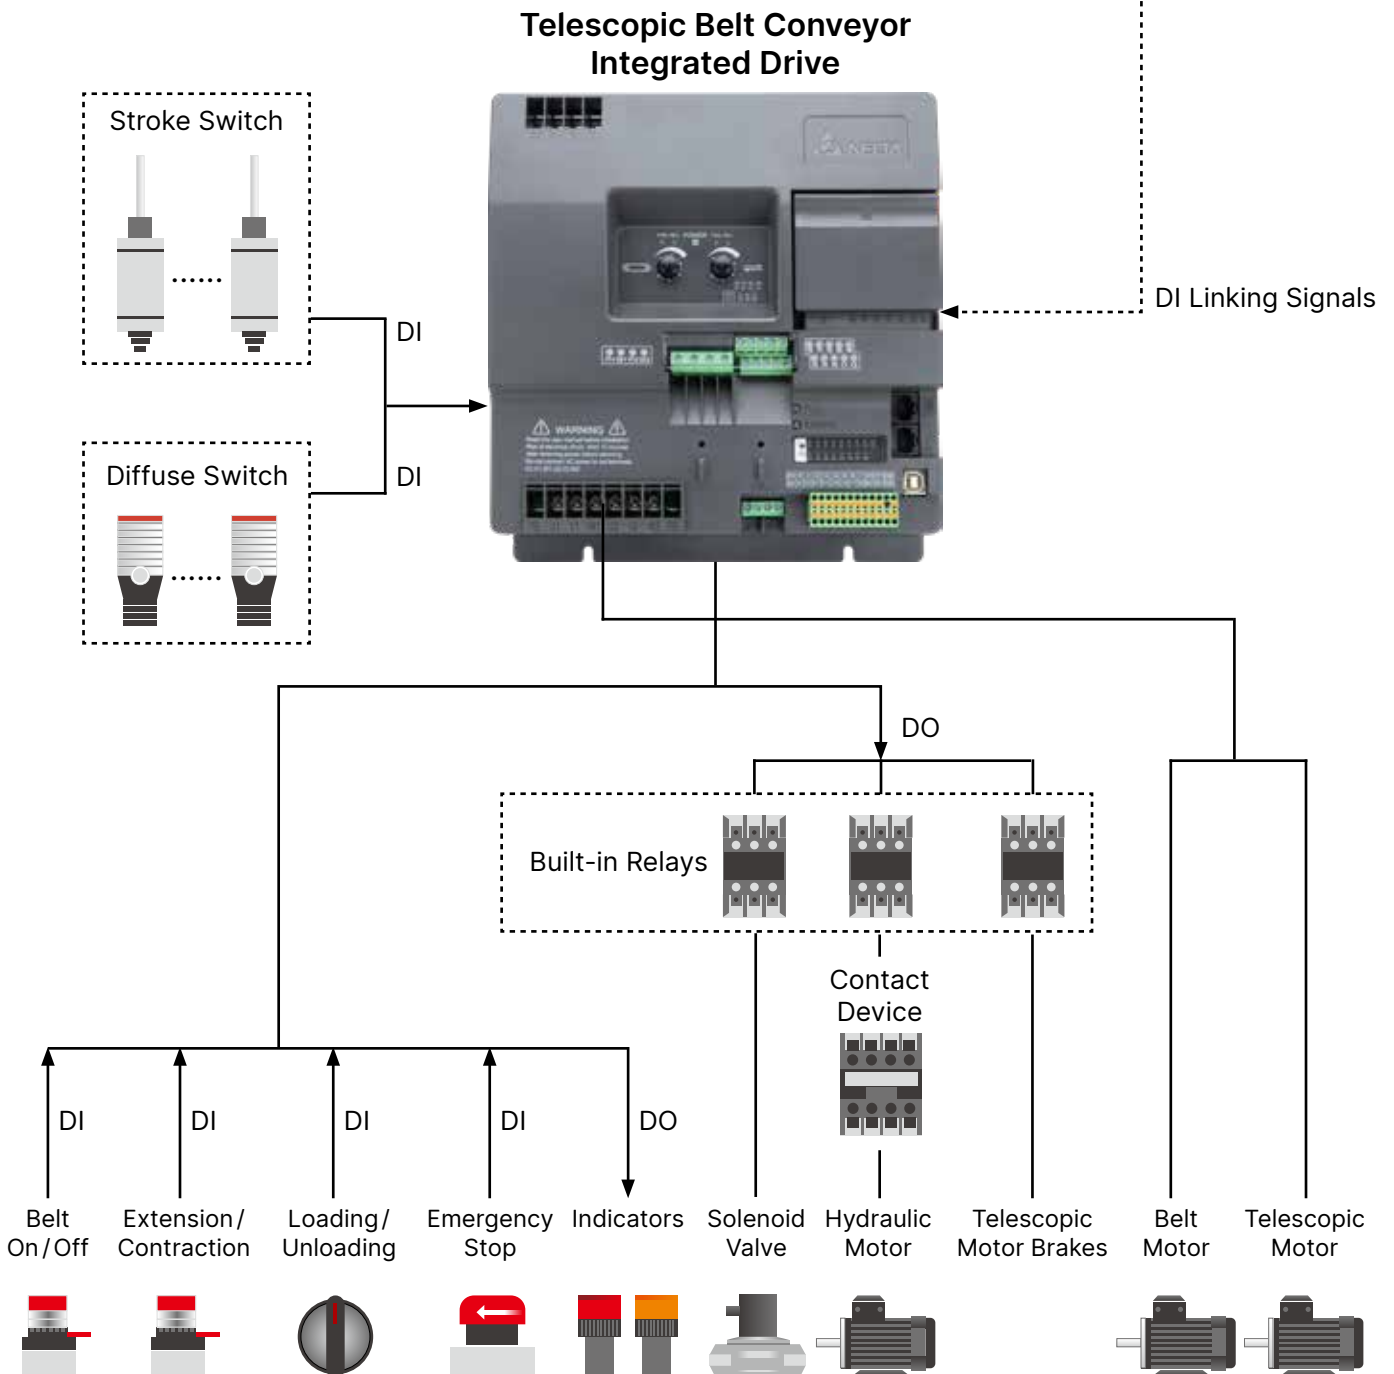 Telescopic Belt Conveyor
Integrated Drive
Stroke Switch
DI
DI Linking Signals
WARNING
Diffuse Switch
DI
DO
Built-in Relays
Contact
Device
DI
DI
DI
DI
DO
Belt
On/Off
Extension/
Contraction
Loading/
Unloading
Emergency
Stop
Indicators
Solenoid
Valve
Hydraulic
Motor
Telescopic
Motor Brakes
Belt
Motor
Telescopic
Motor